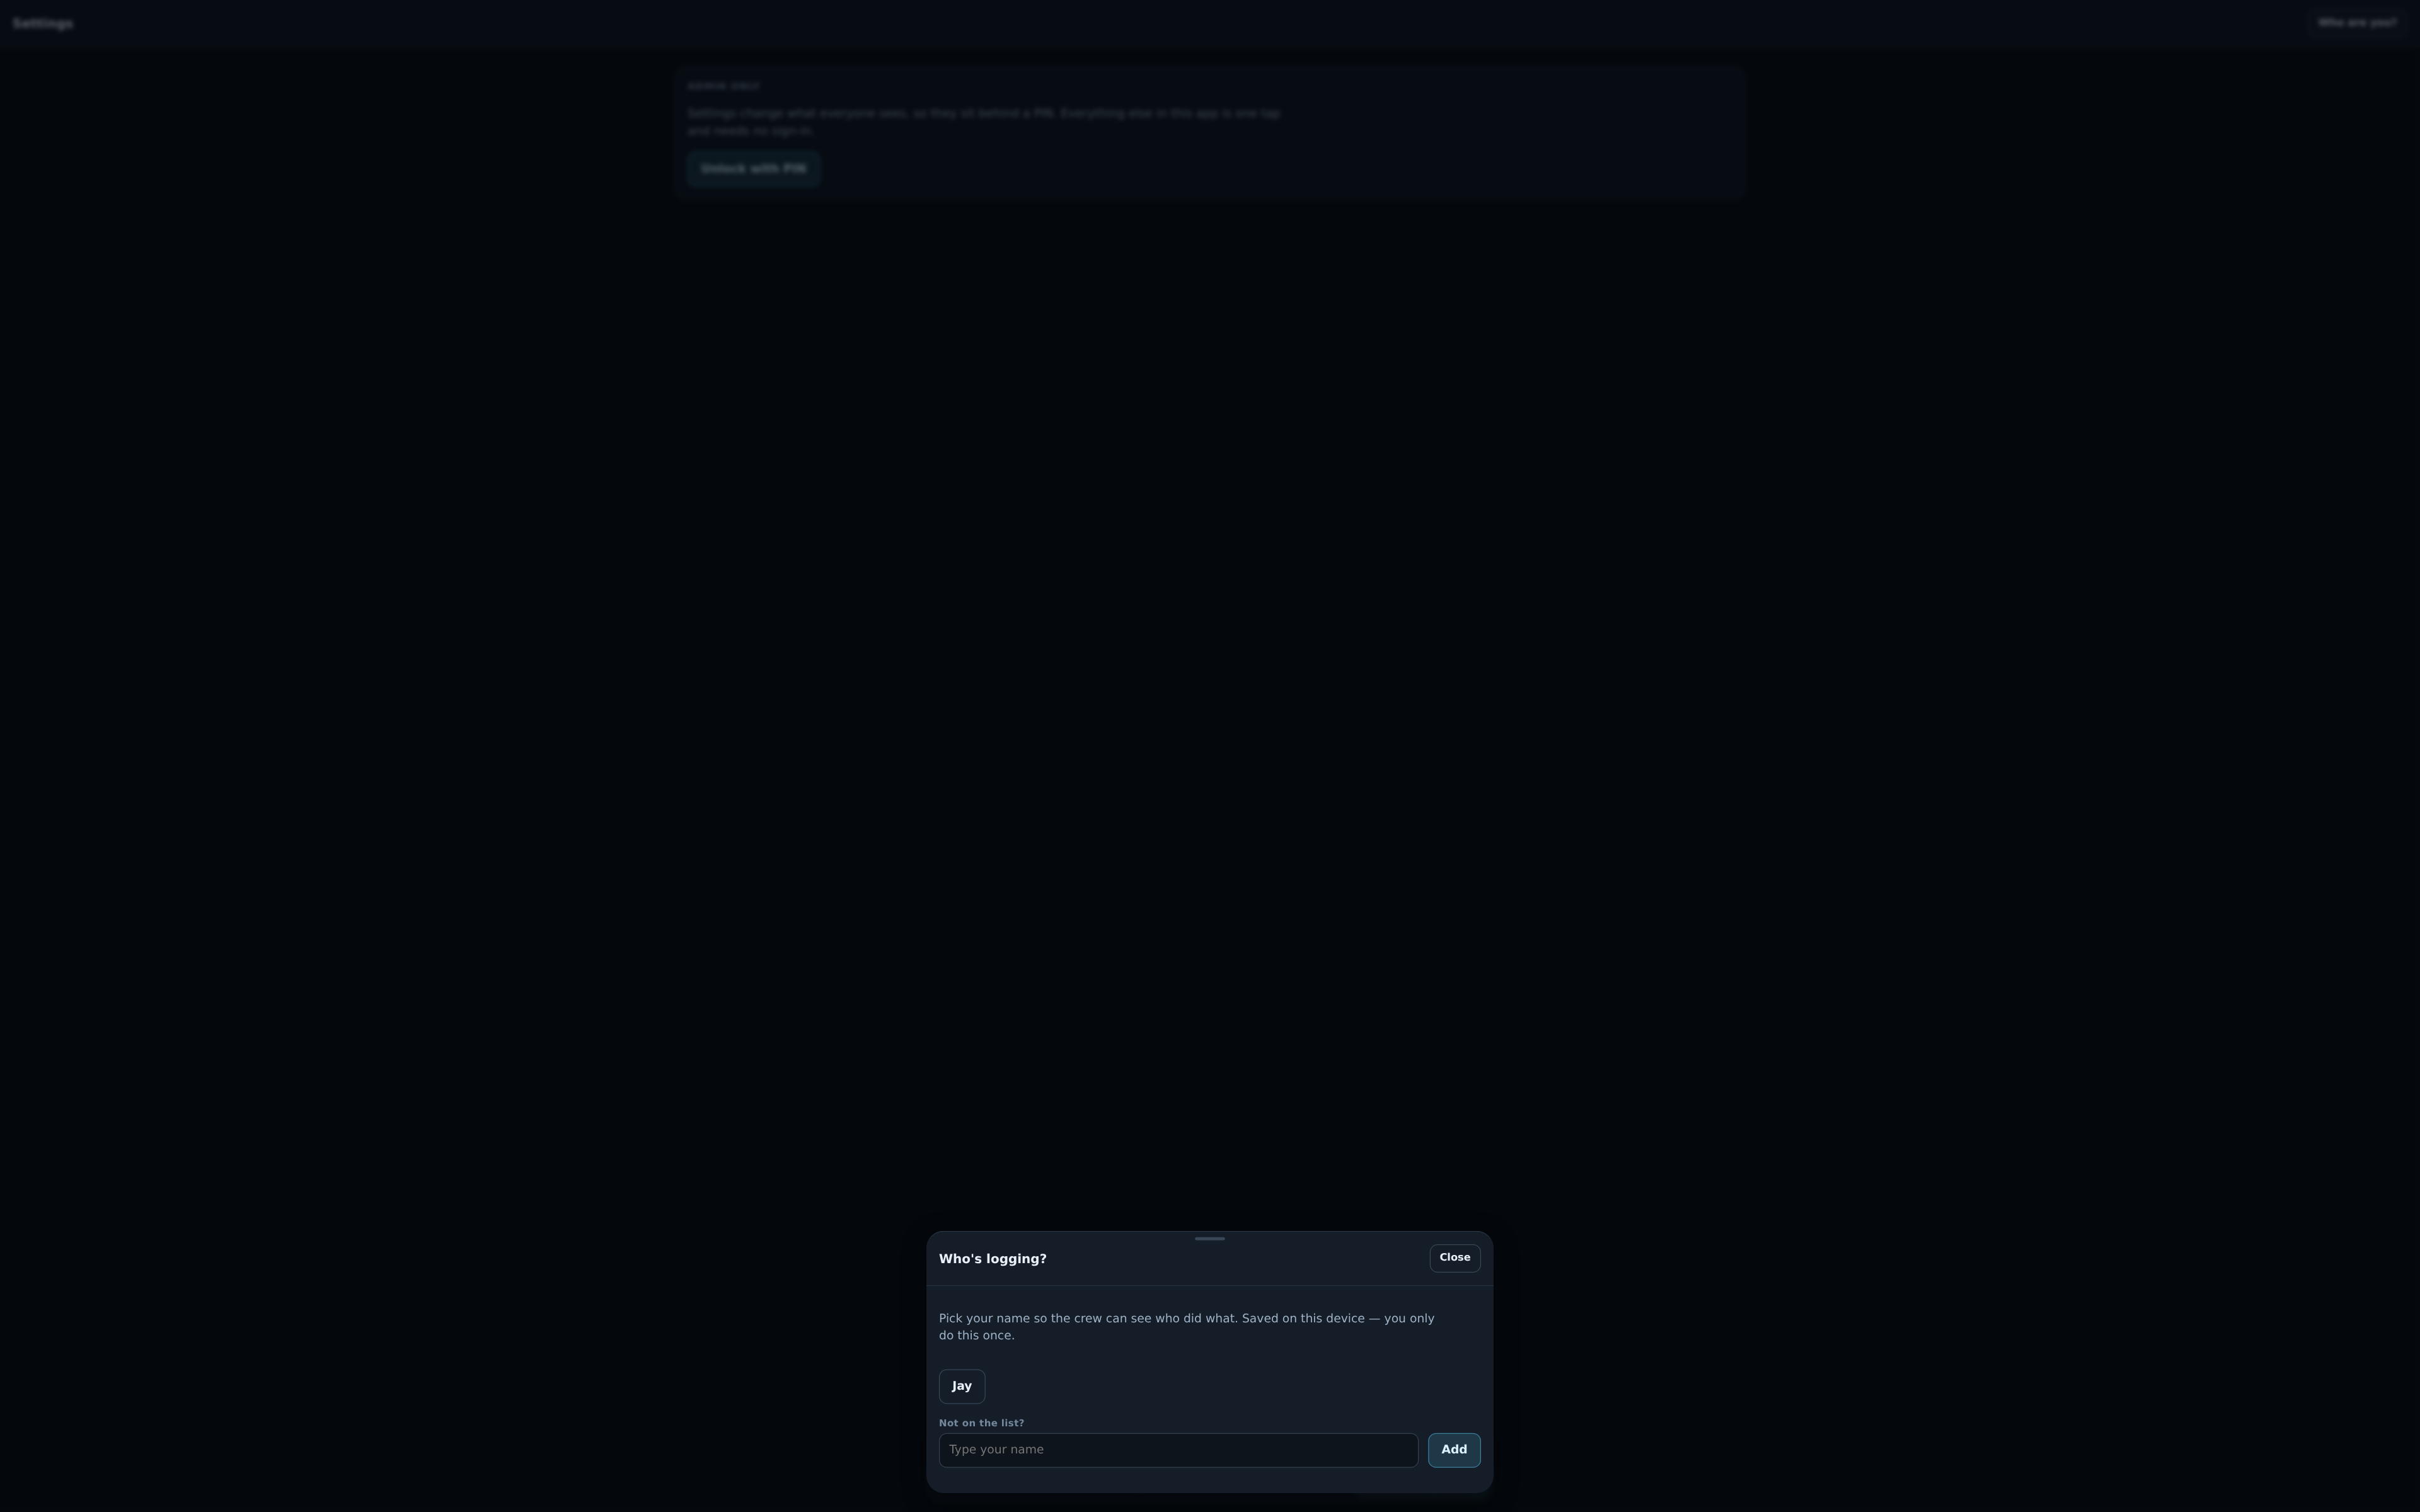 Settings
Who are you?
ADMIN ONLY
Settings change what everyone sees, so they sit behind a PIN. Everything else in this app is one tap
and needs no sign-in.
Unlock with PIN
Who's logging?
Close
Pick your name so the crew can see who did what. Saved on this device — you only
do this once.
Jay
Not on the list?
Type your name
Add